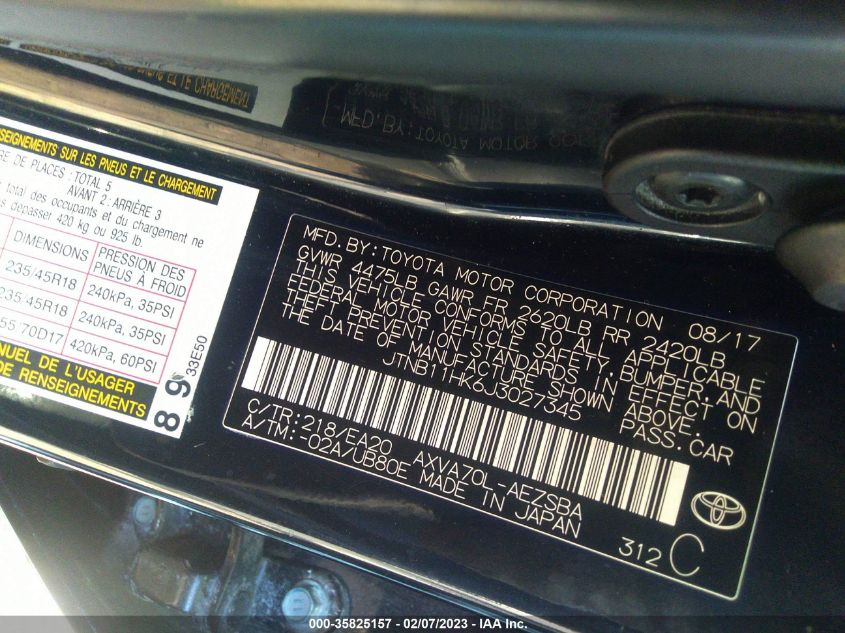 RENSEIGNEMENTS SUR LES PNEUS ET LE CHARGEMENT
DE PLACES: TOTAL 5
AVANT 2: ARRIÈRE 3
total des occupants et du chargement ne
dépasser 420 kg ou 925 lb.
DIMENSIONS PRESSION DES PNEUS À FROID
235/45R18 240kPa, 35PSI
235/45R18 240kPa, 35PSI
70D17 420kPa, 60PSI
DE L'USAGER
DE RENSEIGNEMENTS
89 33E50
MFD.BY:TOYOTA MOTOR CORPORATION 08/17
GVWR 4475LB GAWR FR 2620LB RR 2420LB
THIS VEHICLE CONFORMS TO ALL APPLICABLE
FEDERAL MOTOR VEHICLE SAFETY,BUMPER,AND
THEFT PREVENTION STANDARDS IN EFFECT ON
THE DATE OF MANUFACTURE SHOWN ABOVE.
JTNB11HK6J3027345 PASS.CAR
C/TR:218/EA20 AXVA70L-AEZSBA
A/TM:-02A/UB80E MADE IN JAPAN
312 C
000-35825157 - 02/07/2023 - IAA Inc.